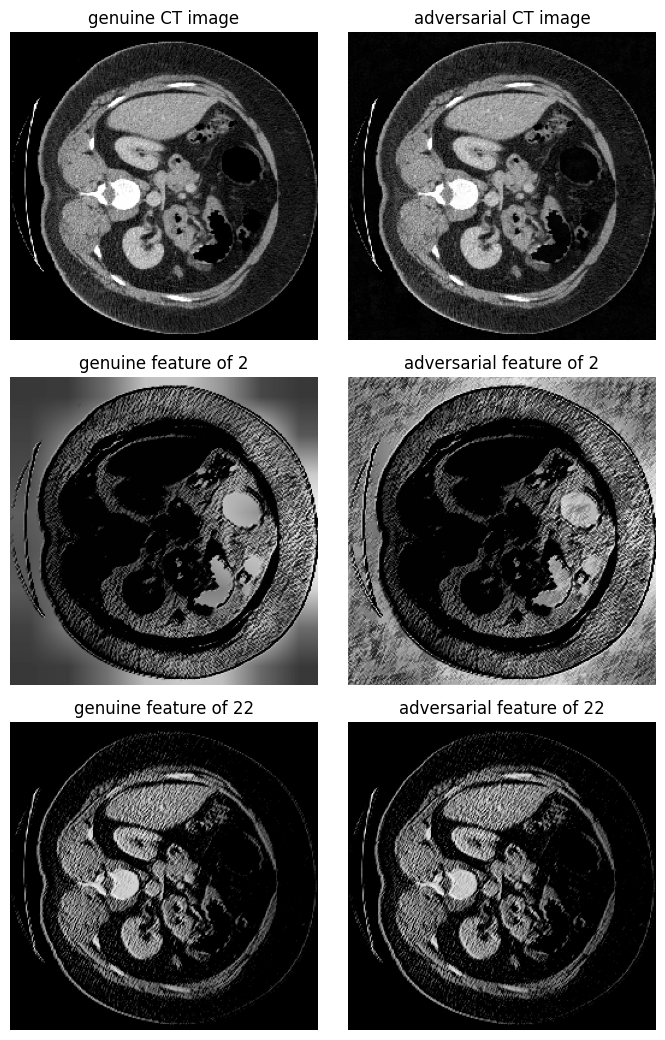 genuine CT image
adversarial CT image
genuine feature of 2
adversarial feature of 2
genuine feature of 22
adversarial feature of 22